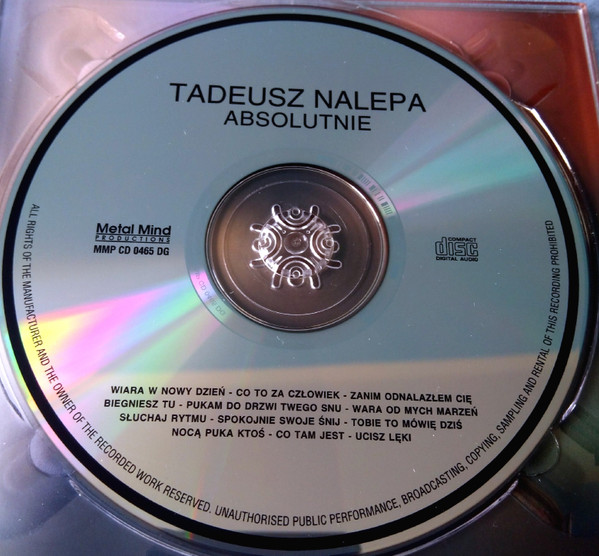 TADEUSZ NALEPA
ABSOLUTNIE
Metal Mind
PRODUCTIONS
MMP CD 0465 DG
COMPACT
disc
DIGITAL AUDIO
WIARA W NOWY DZIEŃ - CO TO ZA CZŁOWIEK - ZANIM ODNALAZŁEM CIĘ
BIEGNIESZ TU - PUKAM DO DRZWI TWEGO SNU - WARA OD MYCH MARZEŃ
SŁUCHAJ RYTMU - SPOKOJNIE SWOJE ŚNIJ - TOBIE TO MÓWIĘ DZIŚ
NOCĄ PUKA KTOŚ - CO TAM JEST - UCISZ LĘKI
ALL RIGHTS OF THE MANUFACTURER AND THE OWNER OF THE RECORDED WORK RESERVED. UNAUTHORISED PUBLIC PERFORMANCE, BROADCASTING, COPYING, SAMPLING AND RENTAL OF THIS RECORDING PROHIBITED